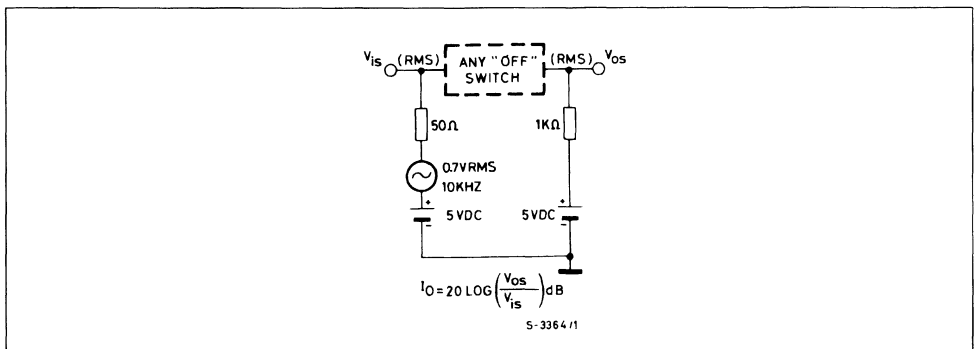 Vis (RMS) ANY "OFF" SWITCH (RMS) Vos
50Ω
1KΩ
0.7VRMS
10KHZ
+ 5VDC -
+ 5VDC -
IO=20 LOG(Vos/Vis)dB
S-3364/1